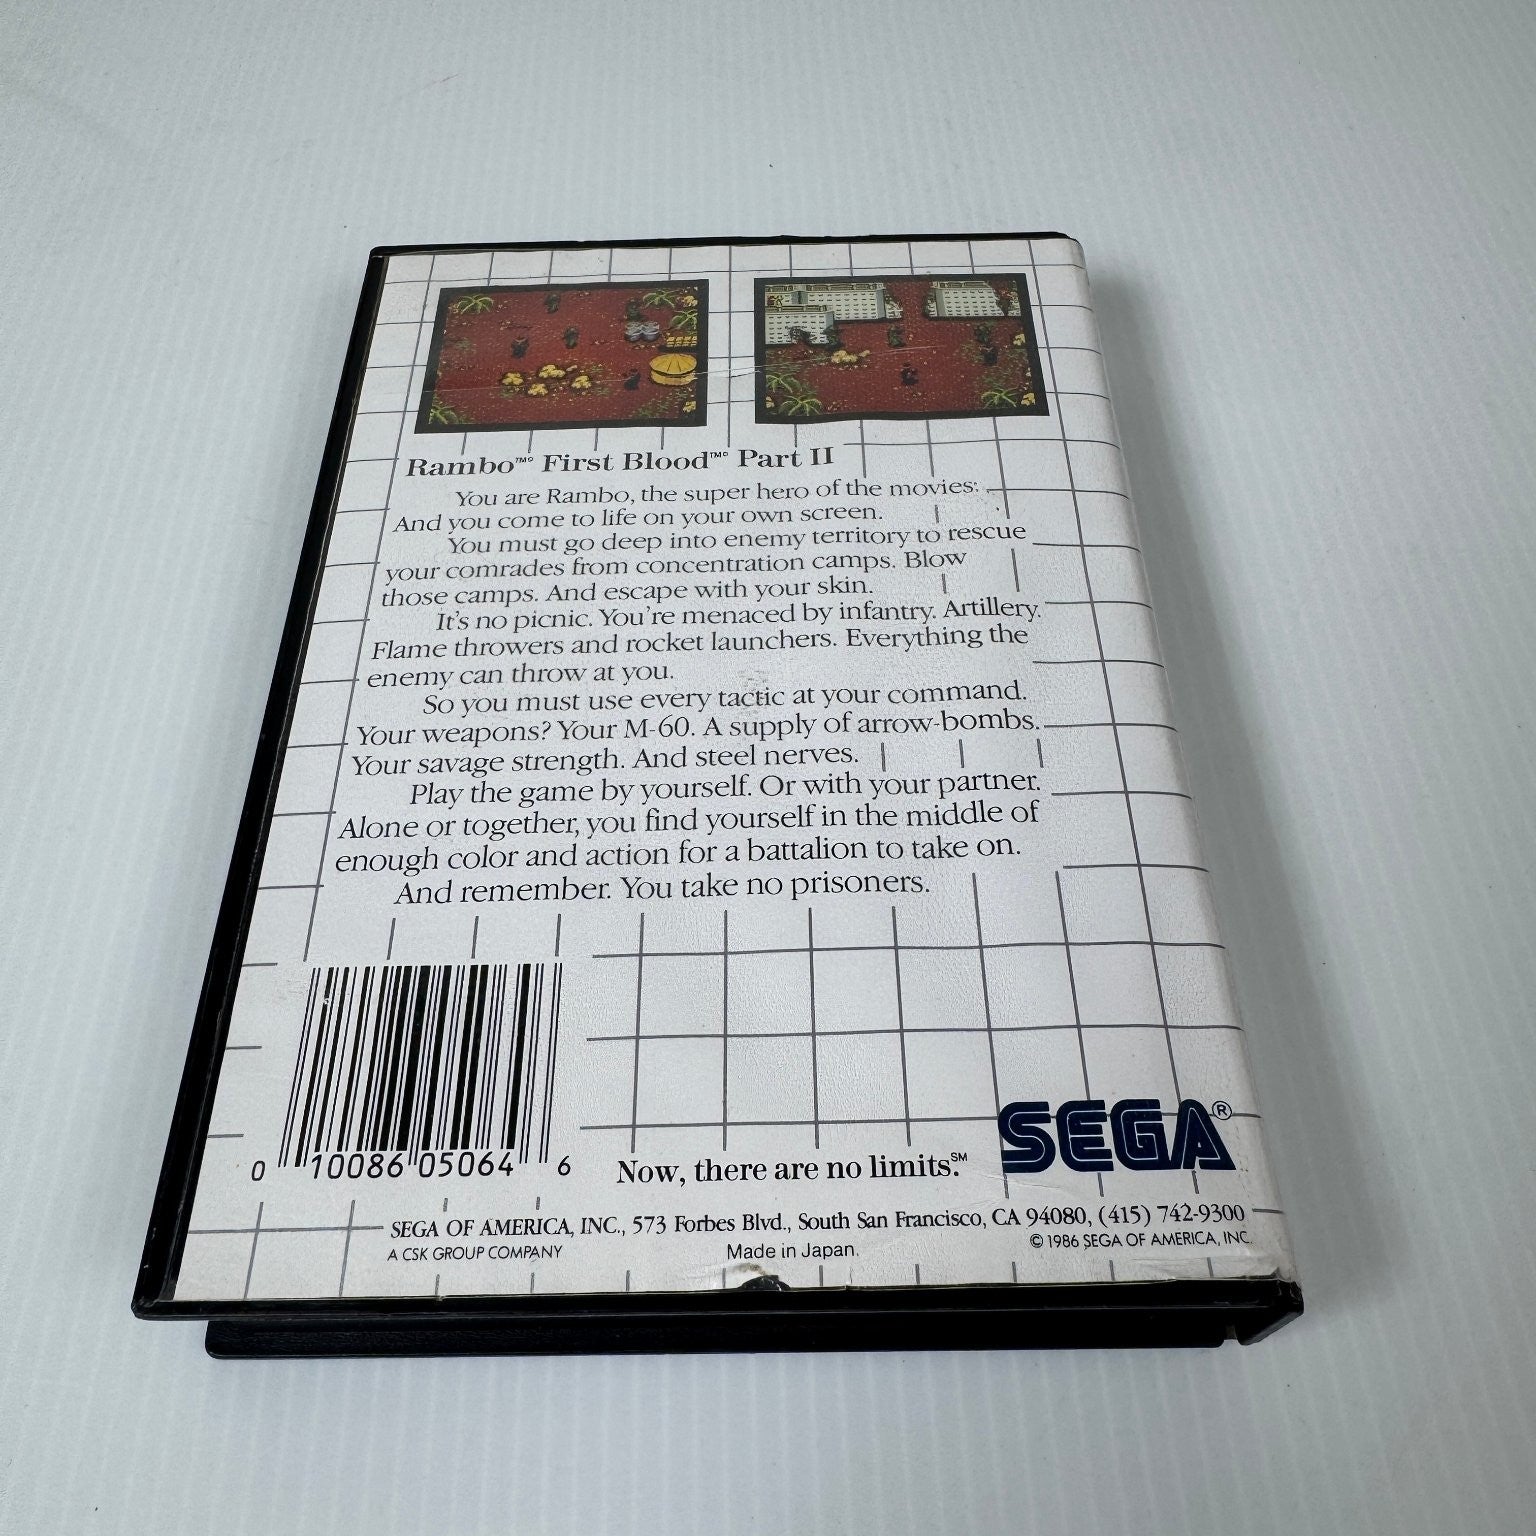 Rambo™° First Blood™° Part II
You are Rambo, the super hero of the movies:
And you come to life on your own screen.
You must go deep into enemy territory to rescue
your comrades from concentration camps. Blow
those camps. And escape with your skin.
It's no picnic. You're menaced by infantry. Artillery.
Flame throwers and rocket launchers. Everything the
enemy can throw at you.
So you must use every tactic at your command.
Your weapons? Your M-60. A supply of arrow-bombs.
Your savage strength. And steel nerves.
Play the game by yourself. Or with your partner.
Alone or together, you find yourself in the middle of
enough color and action for a battalion to take on.
And remember. You take no prisoners.
0 10086 05064 6
Now, there are no limits.℠
SEGA®
SEGA OF AMERICA, INC., 573 Forbes Blvd., South San Francisco, CA 94080, (415) 742-9300
A CSK GROUP COMPANY
Made in Japan.
© 1986 SEGA OF AMERICA, INC.